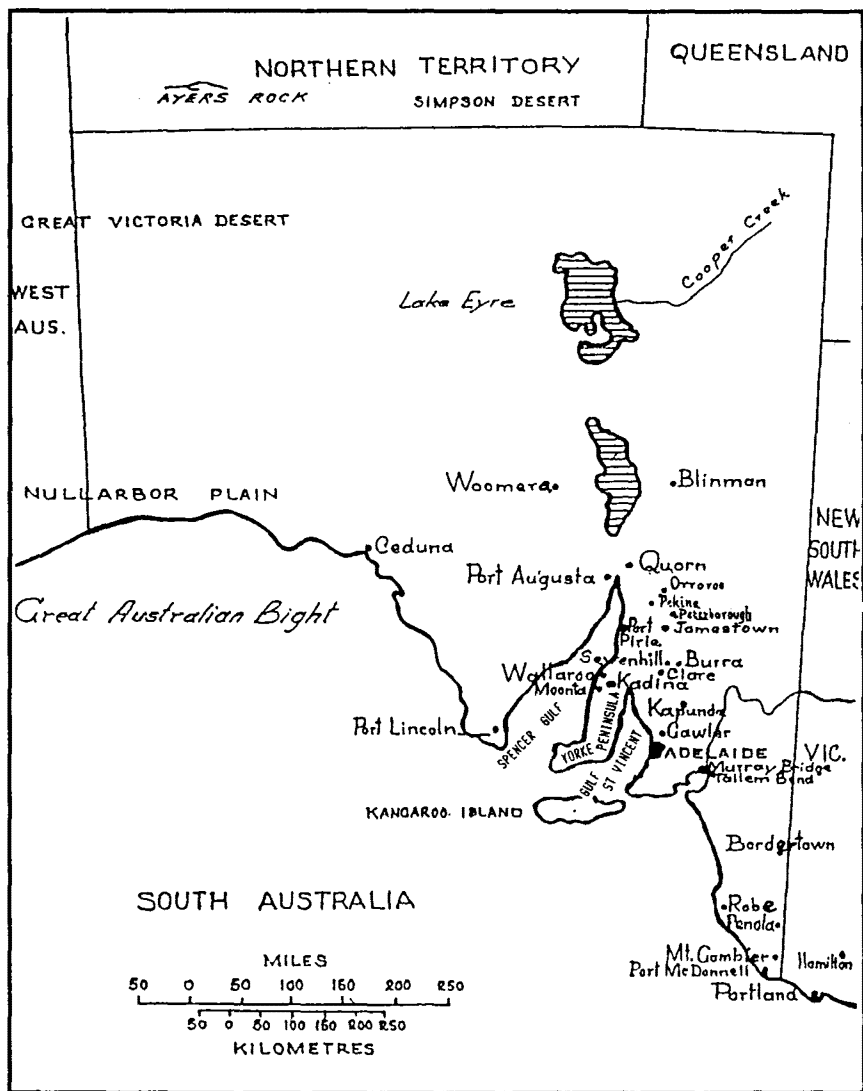 NORTHERN TERRITORY
QUEENSLAND
AYERS ROCK
SIMPSON DESERT
GREAT VICTORIA DESERT
Cooper Creek
WEST
AUS.
Lake Eyre
Woomera
Blinman
NULLARBOR PLAIN
NEW
SOUTH
WALES
Ceduna
Quorn
Port Augusta
Orroroo
Pekina
Peterborough
Great Australian Bight
Port
Pirie
Jamestown
Sevenhill
Burra
Wallaroo
Clare
Moonta
Kadina
Kapunda
Port Lincoln
SPENCER GULF
YORKE PENINSULA
GULF
ST VINCENT
Gawler
ADELAIDE
VIC.
Murray Bridge
Tallem Bend
KANGAROO ISLAND
Bordertown
SOUTH AUSTRALIA
Robe
Penola
MILES
Mt. Gambier
Hamilton
Port McDonnell
50 0 50 100 170 200 250
Portland
50 0 50 100 150 200 250
KILOMETRES